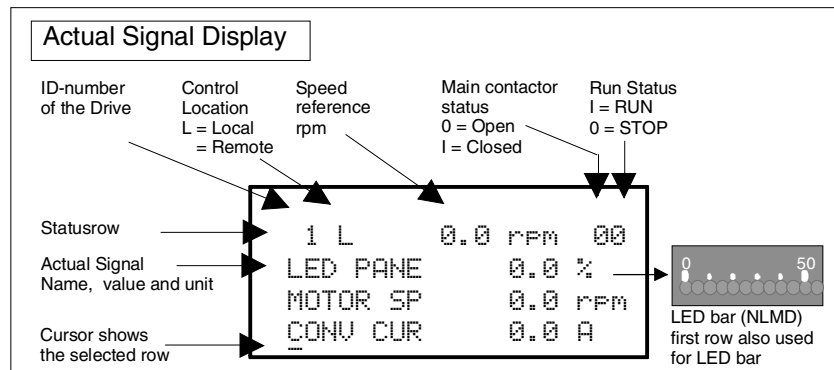 Actual Signal Display
ID-number
of the Drive
Control
Location
L = Local
= Remote
Speed
reference
rpm
Main contactor
status
0 = Open
I = Closed
Run Status
I = RUN
0 = STOP
Statusrow
1 L 0.0 rpm 00
Actual Signal
Name, value and unit
LED PANE 0.0 %
MOTOR SP 0.0 rpm
Cursor shows
the selected row
CONV CUR 0.0 A
0 50
LED bar (NLMD)
first row also used
for LED bar